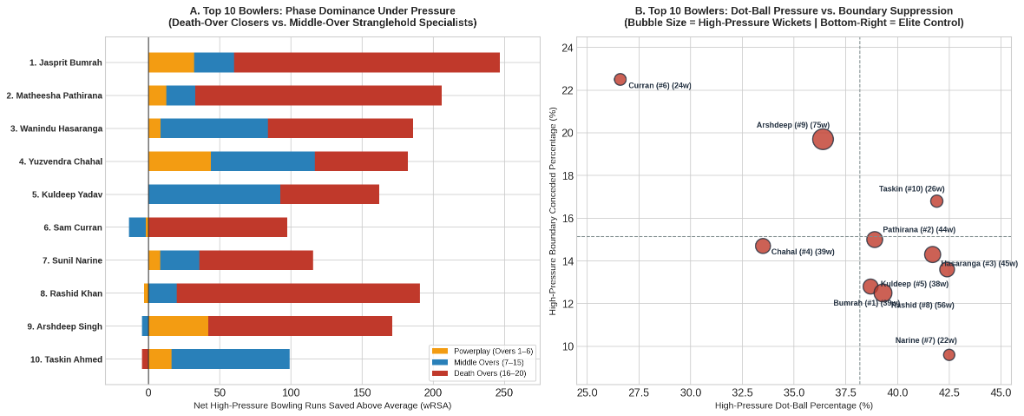 A. Top 10 Bowlers: Phase Dominance Under Pressure
(Death-Over Closers vs. Middle-Over Stranglehold Specialists)
1. Jasprit Bumrah
2. Matheesha Pathirana
3. Wanindu Hasaranga
4. Yuzvendra Chahal
5. Kuldeep Yadav
6. Sam Curran
7. Sunil Narine
8. Rashid Khan
9. Arshdeep Singh
10. Taskin Ahmed
Powerplay (Overs 1–6)
Middle Overs (7–15)
Death Overs (16–20)
0
50
100
150
200
250
Net High-Pressure Bowling Runs Saved Above Average (wRSA)
B. Top 10 Bowlers: Dot-Ball Pressure vs. Boundary Suppression
(Bubble Size = High-Pressure Wickets | Bottom-Right = Elite Control)
High-Pressure Boundary Conceded Percentage (%)
24
22
20
18
16
14
12
10
Curran (#6) (24w)
Arshdeep (#9) (75w)
Taskin (#10) (26w)
Pathirana (#2) (44w)
Chahal (#4) (39w)
Hasaranga (#3) (45w)
Kuldeep (#5) (38w)
Bumrah (#1) (39w)
Rashid (#8) (56w)
Narine (#7) (22w)
25.0
27.5
30.0
32.5
35.0
37.5
40.0
42.5
45.0
High-Pressure Dot-Ball Percentage (%)